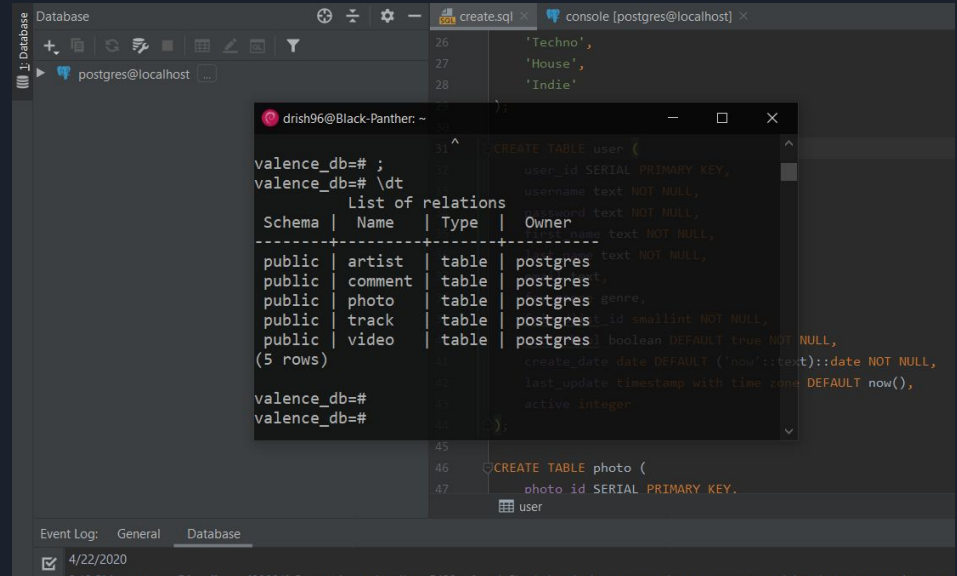 1: Database
Database
create.sql
console [postgres@localhost]
postgres@localhost
26 'Techno',
27 'House',
28 'Indie'
);
drish96@Black-Panther: ~
^
valence_db=# ;
valence_db=# \dt
List of relations
Schema | Name | Type | Owner
--------+---------+-------+----------
public | artist | table | postgres
public | comment | table | postgres
public | photo | table | postgres
public | track | table | postgres
public | video | table | postgres
(5 rows)
valence_db=#
valence_db=#
31 CREATE TABLE user (
user_id SERIAL PRIMARY KEY,
username text NOT NULL,
password text NOT NULL,
first_name text NOT NULL,
text NOT NULL,
genre,
_id smallint NOT NULL,
boolean DEFAULT true NOT NULL,
create_date date DEFAULT ('now'::text)::date NOT NULL,
last_update timestamp with time zone DEFAULT now(),
active integer
);
45
46 CREATE TABLE photo (
47 photo_id SERIAL PRIMARY KEY,
user
Event Log: General Database
4/22/2020